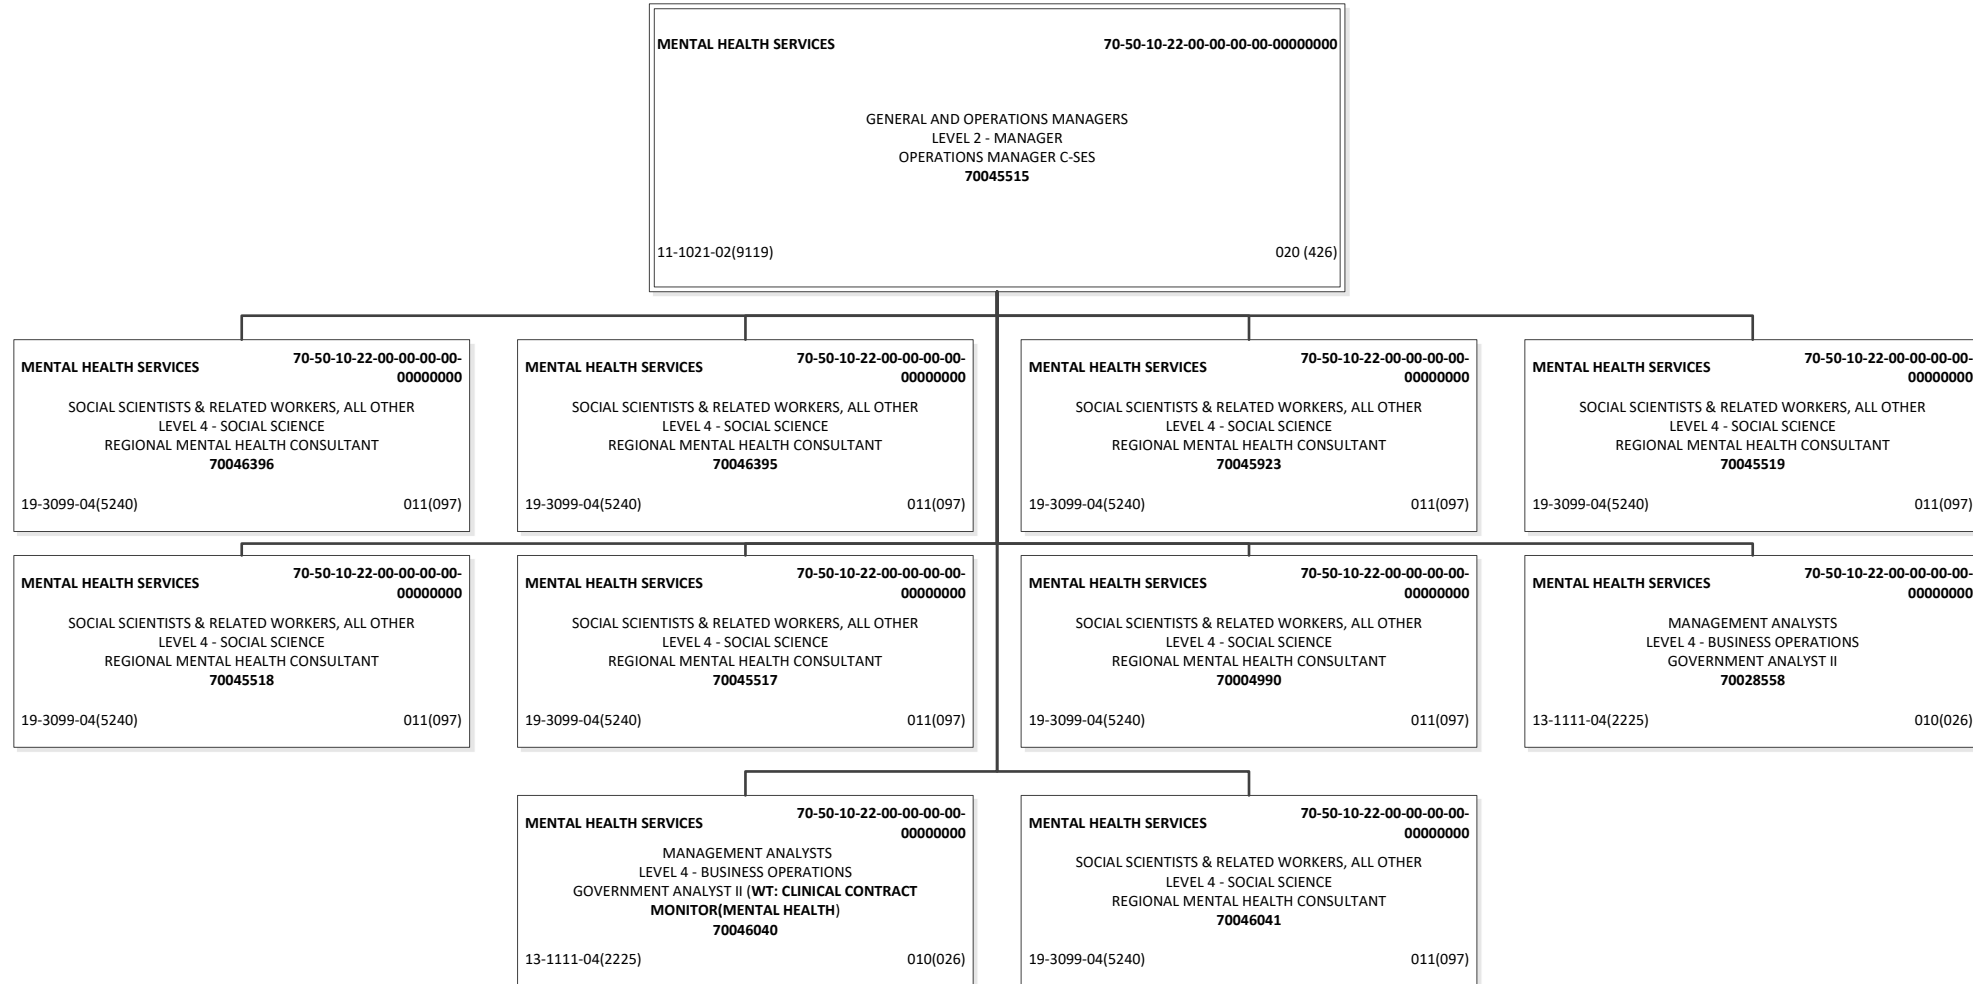 MENTAL HEALTH SERVICES 70-50-10-22-00-00-00-00-00000000
GENERAL AND OPERATIONS MANAGERS
LEVEL 2 - MANAGER
OPERATIONS MANAGER C-SES
70045515
11-1021-02(9119) 020 (426)
MENTAL HEALTH SERVICES 70-50-10-22-00-00-00-00-
00000000
SOCIAL SCIENTISTS & RELATED WORKERS, ALL OTHER
LEVEL 4 - SOCIAL SCIENCE
REGIONAL MENTAL HEALTH CONSULTANT
70046396
19-3099-04(5240) 011(097)
MENTAL HEALTH SERVICES 70-50-10-22-00-00-00-00-
00000000
SOCIAL SCIENTISTS & RELATED WORKERS, ALL OTHER
LEVEL 4 - SOCIAL SCIENCE
REGIONAL MENTAL HEALTH CONSULTANT
70046395
19-3099-04(5240) 011(097)
MENTAL HEALTH SERVICES 70-50-10-22-00-00-00-00-
00000000
SOCIAL SCIENTISTS & RELATED WORKERS, ALL OTHER
LEVEL 4 - SOCIAL SCIENCE
REGIONAL MENTAL HEALTH CONSULTANT
70045923
19-3099-04(5240) 011(097)
MENTAL HEALTH SERVICES 70-50-10-22-00-00-00-00-
00000000
SOCIAL SCIENTISTS & RELATED WORKERS, ALL OTHER
LEVEL 4 - SOCIAL SCIENCE
REGIONAL MENTAL HEALTH CONSULTANT
70045519
19-3099-04(5240) 011(097)
MENTAL HEALTH SERVICES 70-50-10-22-00-00-00-00-
00000000
SOCIAL SCIENTISTS & RELATED WORKERS, ALL OTHER
LEVEL 4 - SOCIAL SCIENCE
REGIONAL MENTAL HEALTH CONSULTANT
70045518
19-3099-04(5240) 011(097)
MENTAL HEALTH SERVICES 70-50-10-22-00-00-00-00-
00000000
SOCIAL SCIENTISTS & RELATED WORKERS, ALL OTHER
LEVEL 4 - SOCIAL SCIENCE
REGIONAL MENTAL HEALTH CONSULTANT
70045517
19-3099-04(5240) 011(097)
MENTAL HEALTH SERVICES 70-50-10-22-00-00-00-00-
00000000
SOCIAL SCIENTISTS & RELATED WORKERS, ALL OTHER
LEVEL 4 - SOCIAL SCIENCE
REGIONAL MENTAL HEALTH CONSULTANT
70004990
19-3099-04(5240) 011(097)
MENTAL HEALTH SERVICES 70-50-10-22-00-00-00-00-
00000000
MANAGEMENT ANALYSTS
LEVEL 4 - BUSINESS OPERATIONS
GOVERNMENT ANALYST II
70028558
13-1111-04(2225) 010(026)
MENTAL HEALTH SERVICES 70-50-10-22-00-00-00-00-
00000000
MANAGEMENT ANALYSTS
LEVEL 4 - BUSINESS OPERATIONS
GOVERNMENT ANALYST II (WT: CLINICAL CONTRACT
MONITOR(MENTAL HEALTH)
70046040
13-1111-04(2225) 010(026)
MENTAL HEALTH SERVICES 70-50-10-22-00-00-00-00-
00000000
SOCIAL SCIENTISTS & RELATED WORKERS, ALL OTHER
LEVEL 4 - SOCIAL SCIENCE
REGIONAL MENTAL HEALTH CONSULTANT
70046041
19-3099-04(5240) 011(097)